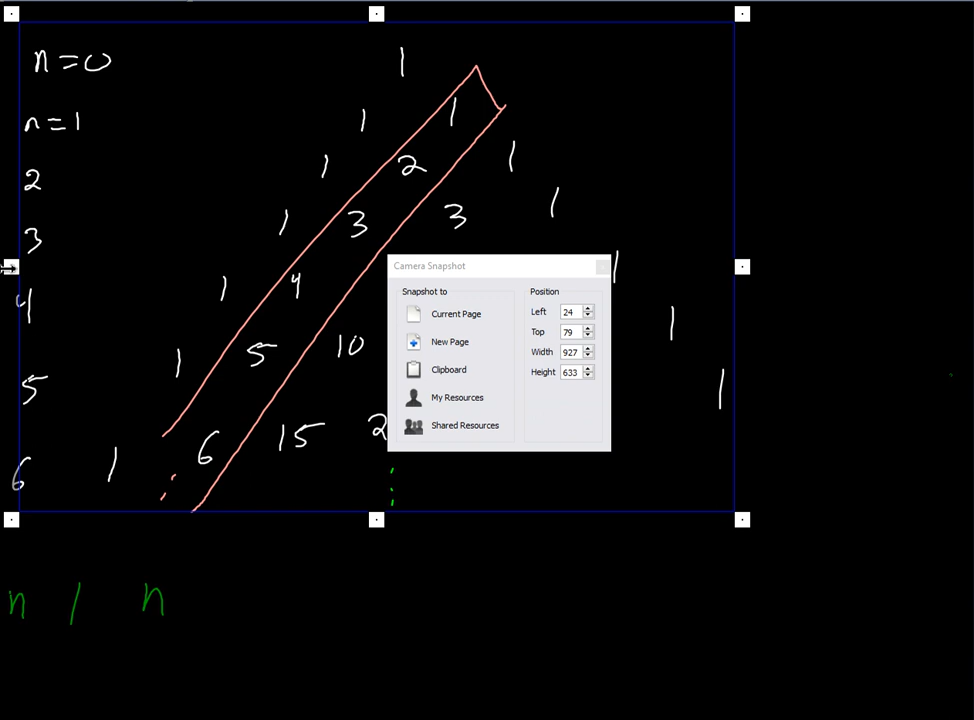 n=0 1
n=1 1 1
2 1 2 1
3 1 3 3 1
4 1 4 1
5 1 5 10 1
6 1 6 15 2 1
Camera Snapshot
Snapshot to
Current Page
New Page
Clipboard
My Resources
Shared Resources
Position
Left 24
Top 79
Width 927
Height 633
n 1 n